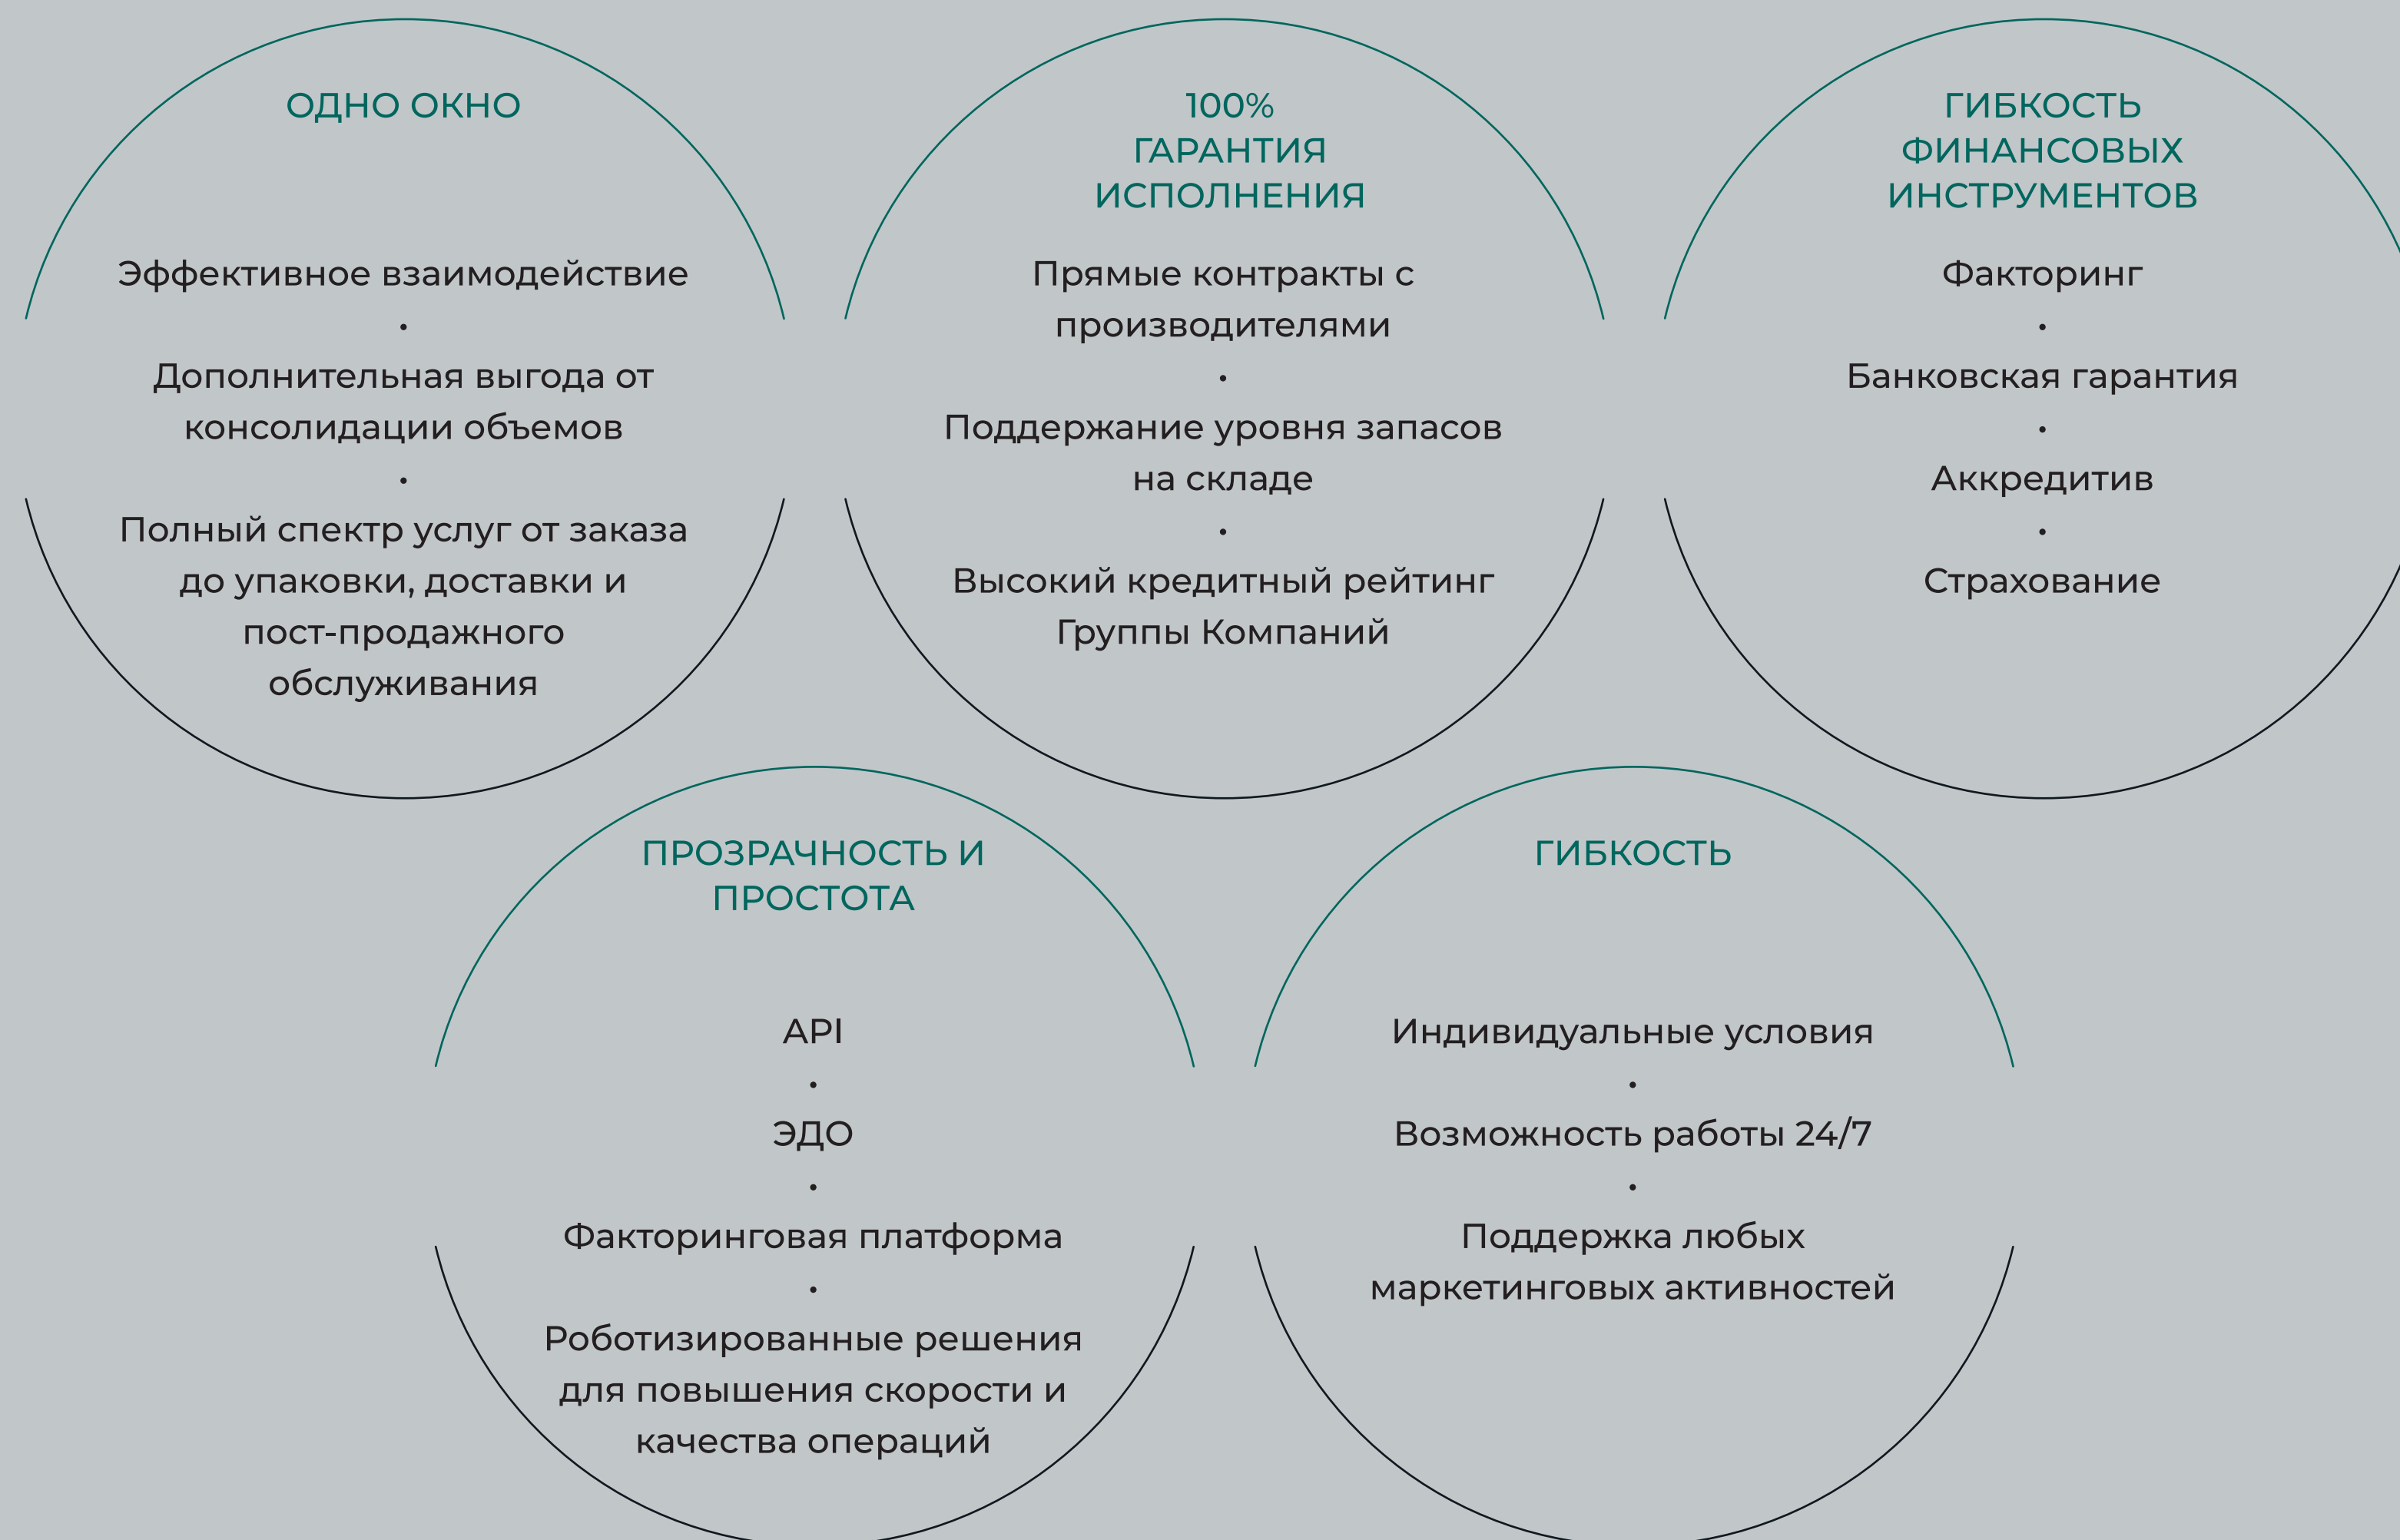 ОДНО ОКНО
Эффективное взаимодействие
•
Дополнительная выгода от
консолидации объемов
•
Полный спектр услуг от заказа
до упаковки, доставки и
пост-продажного
обслуживания
100%
ГАРАНТИЯ
ИСПОЛНЕНИЯ
Прямые контракты с
производителями
•
Поддержание уровня запасов
на складе
•
Высокий кредитный рейтинг
Группы Компаний
ГИБКОСТЬ
ФИНАНСОВЫХ
ИНСТРУМЕНТОВ
Факторинг
•
Банковская гарантия
•
Аккредитив
•
Страхование
ПРОЗРАЧНОСТЬ И
ПРОСТОТА
API
•
ЭДО
•
Факторинговая платформа
•
Роботизированные решения
для повышения скорости и
качества операций
ГИБКОСТЬ
Индивидуальные условия
•
Возможность работы 24/7
•
Поддержка любых
маркетинговых активностей